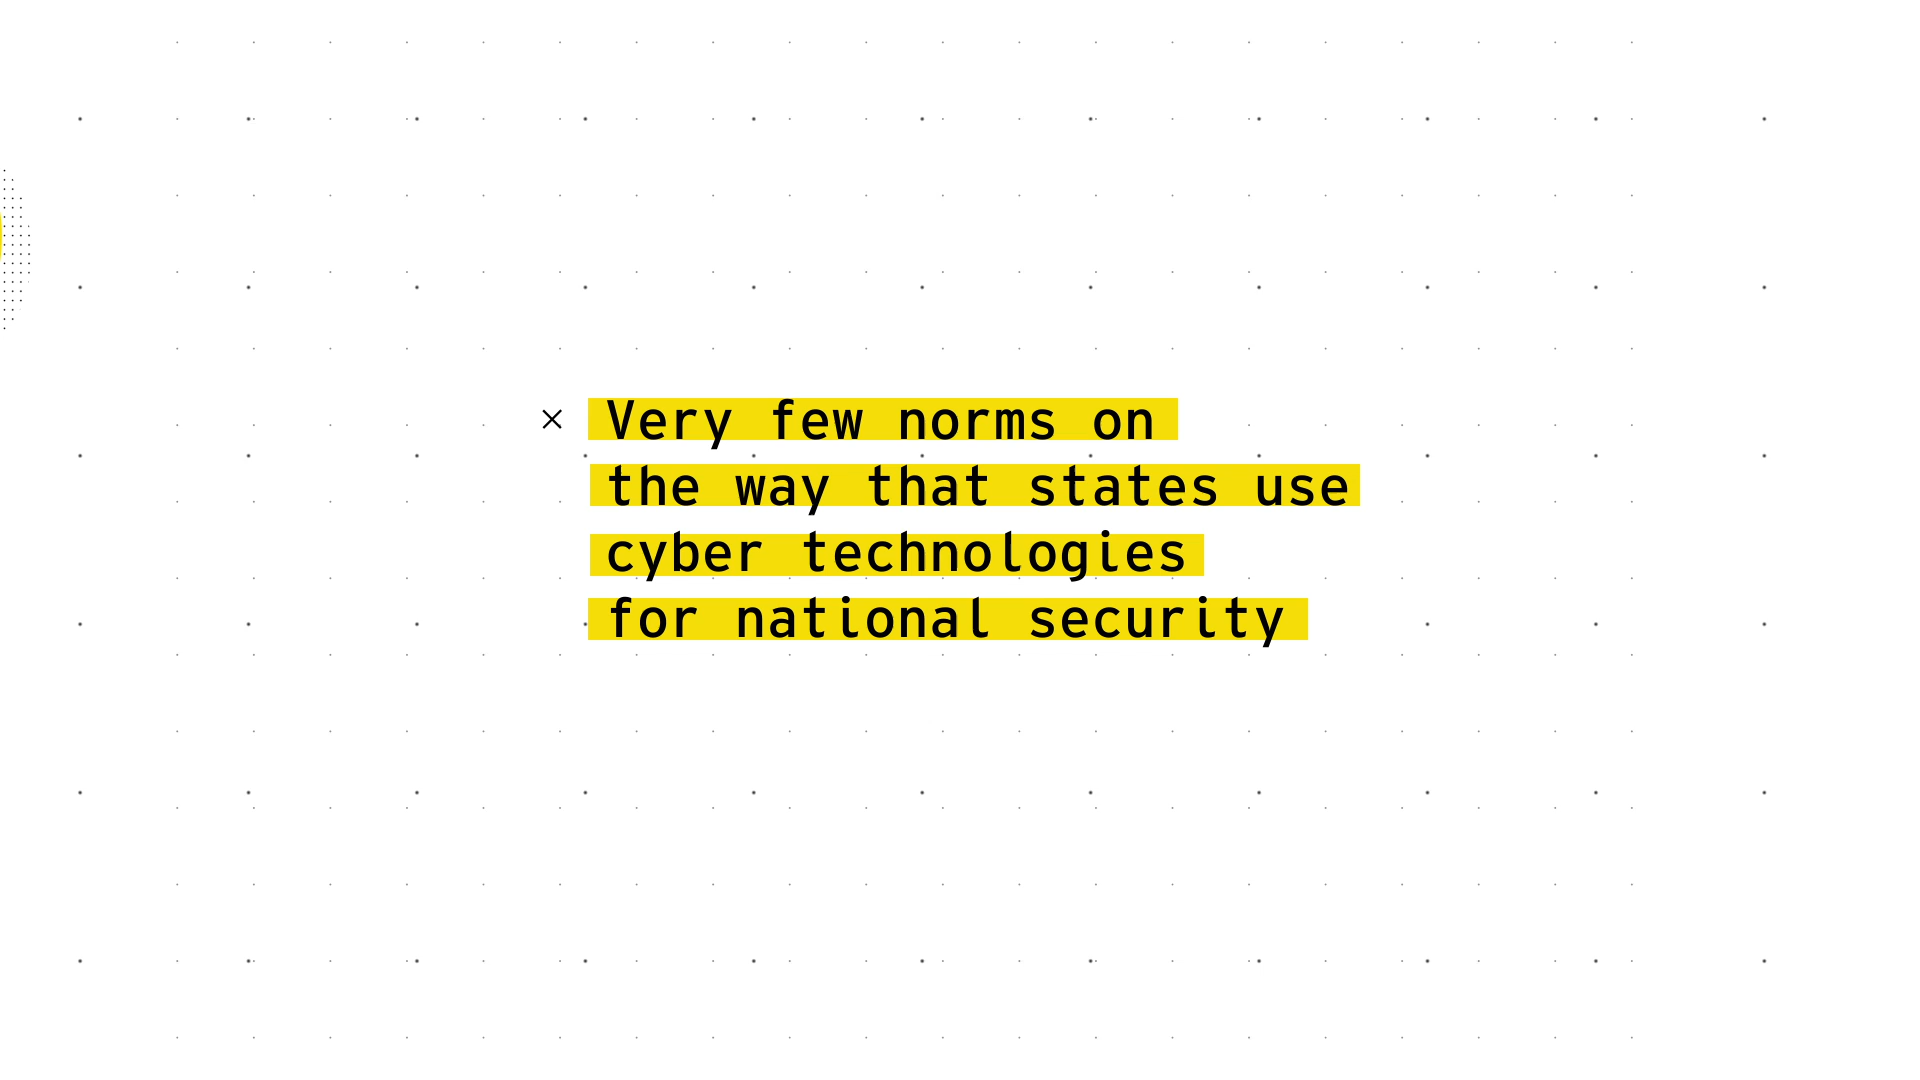 × Very few norms on
the way that states use
cyber technologies
for national security